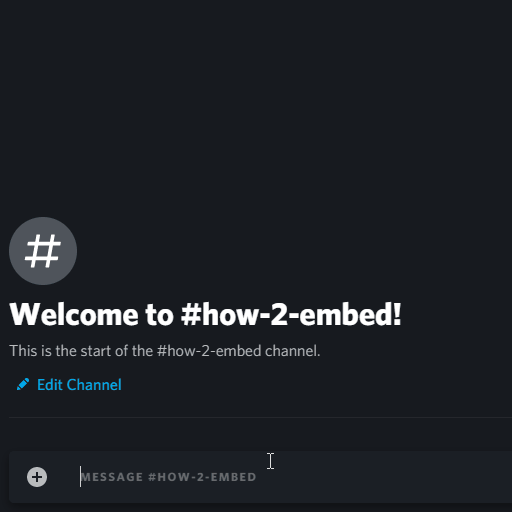 #
Welcome to #how-2-embed!
This is the start of the #how-2-embed channel.
Edit Channel
MESSAGE #HOW-2-EMBED